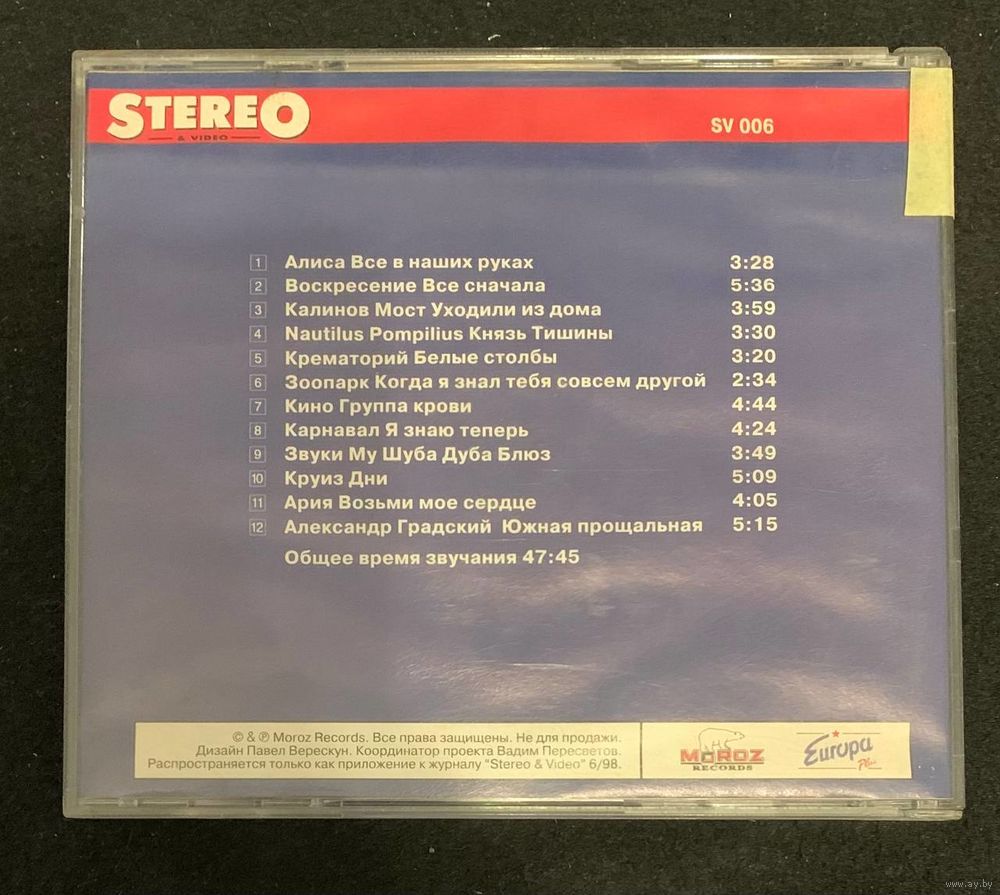 STEREO
& VIDEO
SV 006
1 Алиса Все в наших руках 3:28
2 Воскресение Все сначала 5:36
3 Калинов Мост Уходили из дома 3:59
4 Nautilus Pompilius Князь Тишины 3:30
5 Крематорий Белые столбы 3:20
6 Зоопарк Когда я знал тебя совсем другой 2:34
7 Кино Группа крови 4:44
8 Карнавал Я знаю теперь 4:24
9 Звуки Му Шуба Дуба Блюз 3:49
10 Круиз Дни 5:09
11 Ария Возьми мое сердце 4:05
12 Александр Градский Южная прощальная 5:15
Общее время звучания 47:45
© & ℗ Moroz Records. Все права защищены. Не для продажи.
Дизайн Павел Верескун. Координатор проекта Вадим Пересветов.
Распространяется только как приложение к журналу "Stereo & Video" 6/98.
MOROZ
RECORDS
Europa
Plus
www.ay.by